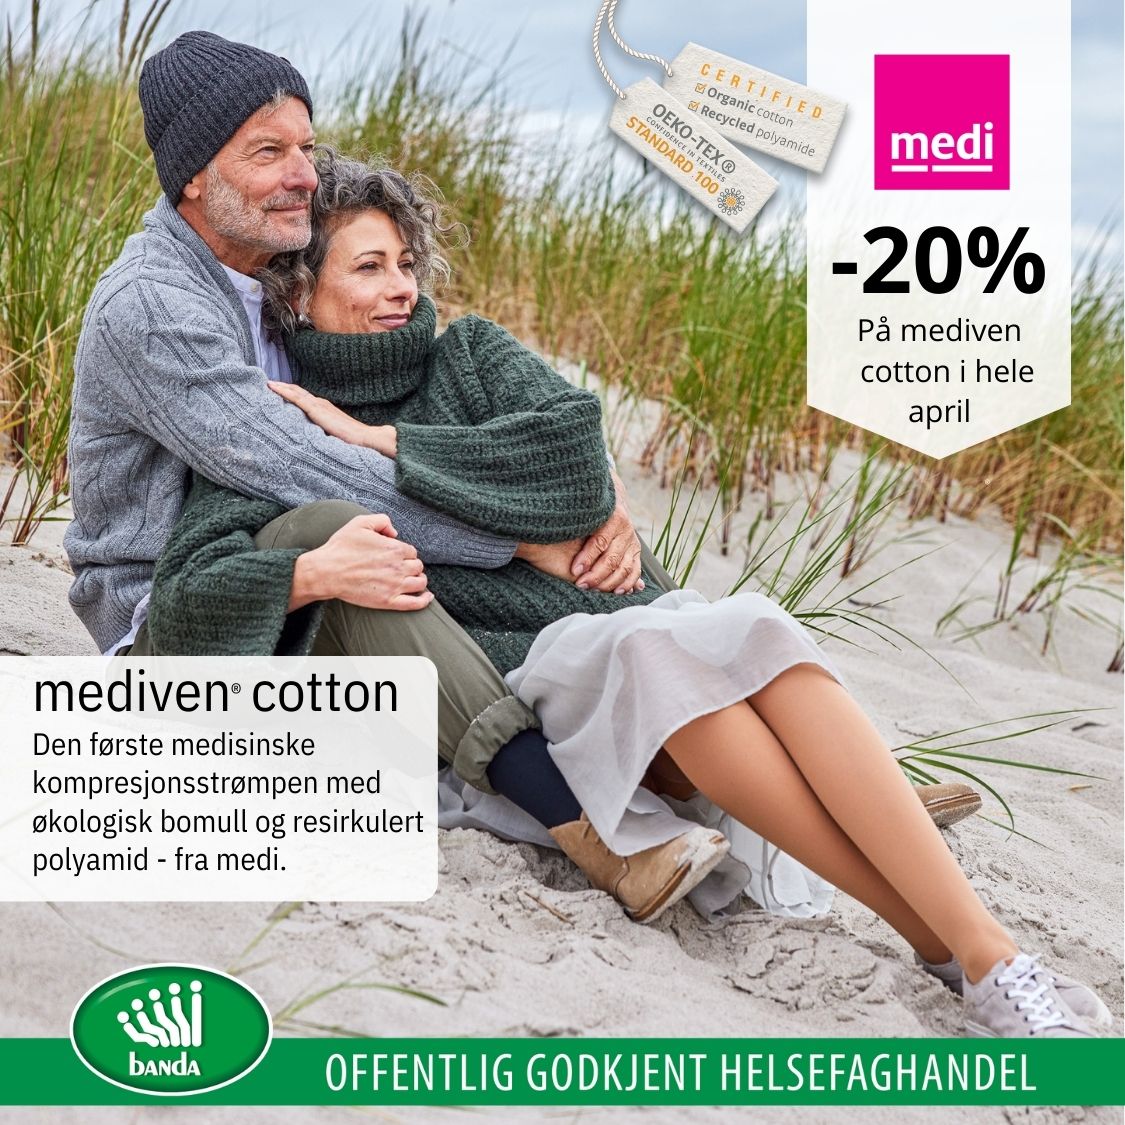 CERTIFIED
Organic cotton
Recycled polyamide
OEKO-TEX®
CONFIDENCE IN TEXTILES
STANDARD 100
medi
-20%
På mediven
cotton i hele
april
mediven® cotton
Den første medisinske
kompresjonsstrømpen med
økologisk bomull og resirkulert
polyamid - fra medi.
banda
OFFENTLIG GODKJENT HELSEFAGHANDEL